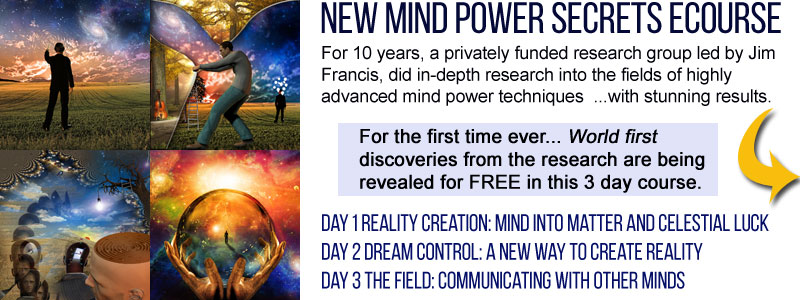 NEW MIND POWER SECRETS ECOURSE
For 10 years, a privately funded research group led by Jim
Francis, did in-depth research into the fields of highly
advanced mind power techniques ...with stunning results.
For the first time ever... World first
discoveries from the research are being
revealed for FREE in this 3 day course.
DAY 1 REALITY CREATION: MIND INTO MATTER AND CELESTIAL LUCK
DAY 2 DREAM CONTROL: A NEW WAY TO CREATE REALITY
DAY 3 THE FIELD: COMMUNICATING WITH OTHER MINDS